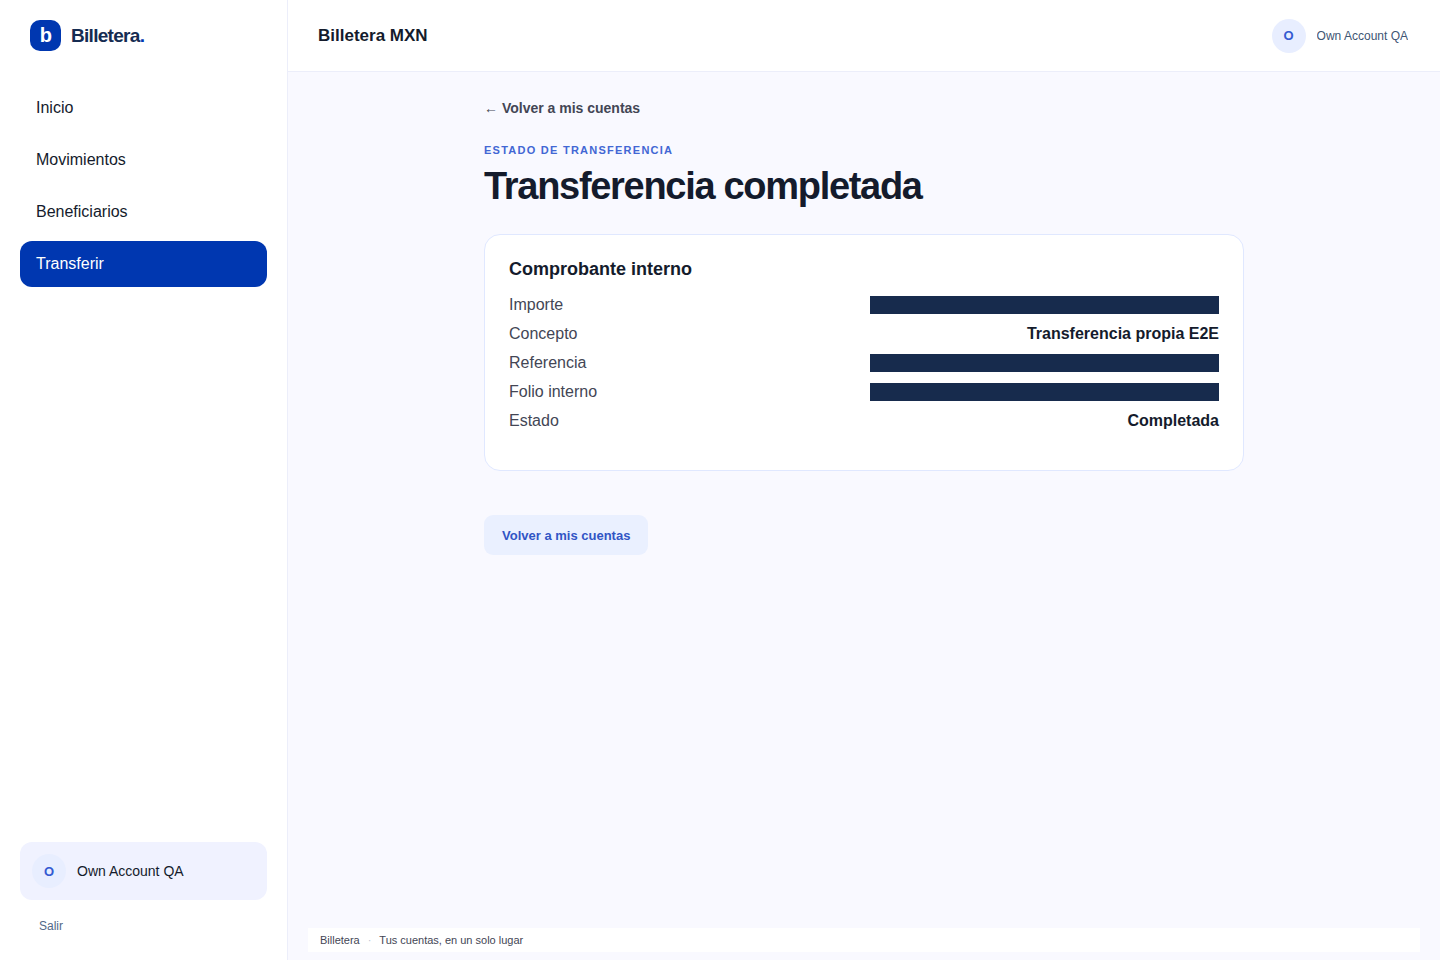 b Billetera.
Inicio
Movimientos
Beneficiarios
Transferir
O Own Account QA
Salir
Billetera MXN
O Own Account QA
← Volver a mis cuentas
ESTADO DE TRANSFERENCIA
Transferencia completada
Comprobante interno
Importe
Concepto Transferencia propia E2E
Referencia
Folio interno
Estado Completada
Volver a mis cuentas
Billetera · Tus cuentas, en un solo lugar